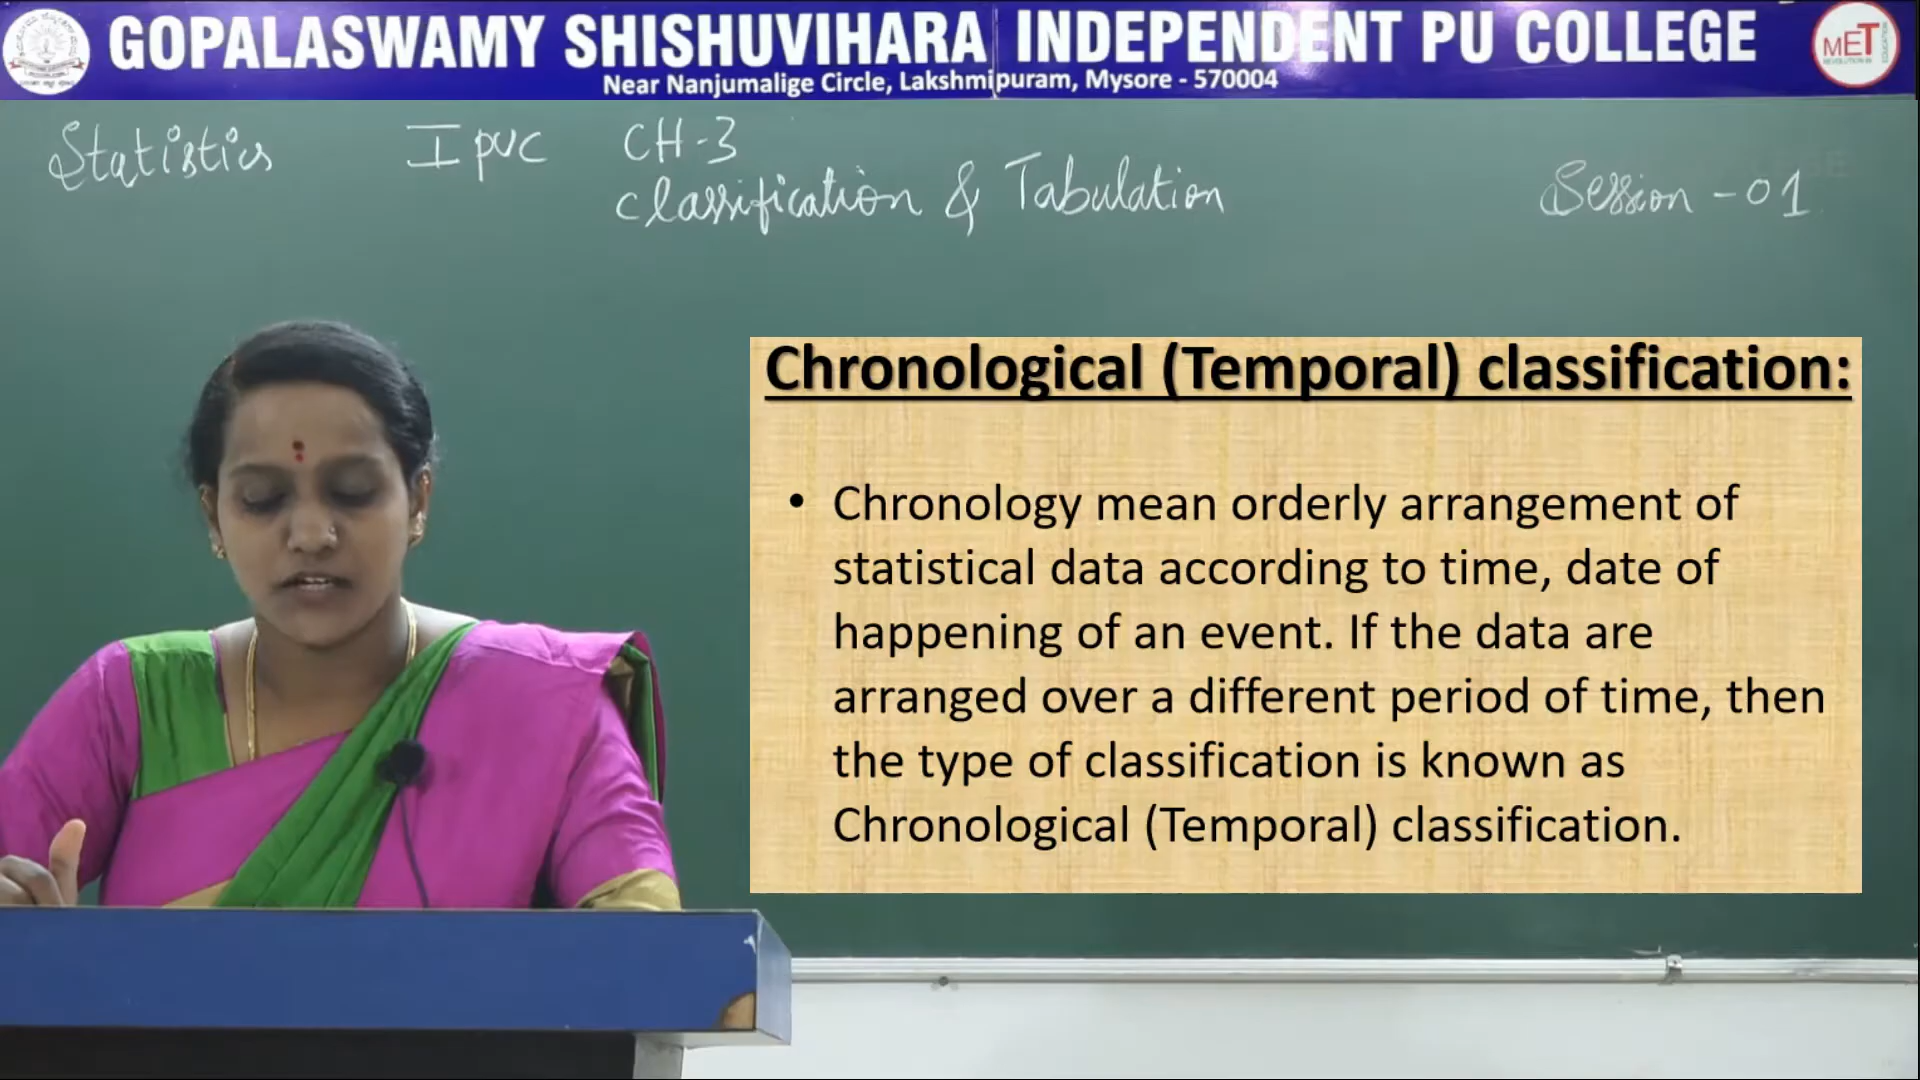 GOPALASWAMY SHISHUVIHARA INDEPENDENT PU COLLEGE
Near Nanjumalige Circle, Lakshmipuram, Mysore - 570004
MET
Statistics I PUC CH-3
classification & Tabulation
Session - 01
Chronological (Temporal) classification:
• Chronology mean orderly arrangement of
statistical data according to time, date of
happening of an event. If the data are
arranged over a different period of time, then
the type of classification is known as
Chronological (Temporal) classification.